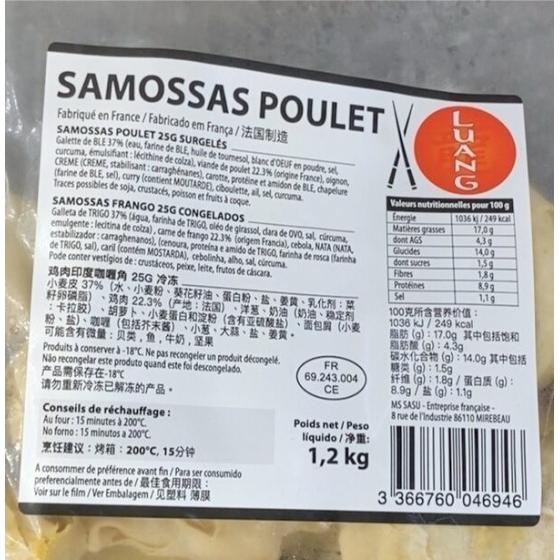 SAMOSSAS POULET
Fabriqué en France / Fabricado em França / 法国制造
SAMOSSAS POULET 25G SURGELÉS
Galette de BLE 37% (eau, farine de BLE, huile de tournesol, blanc d'OEUF en poudre, sel,
curcuma, émulsifiant : lécithine de colza), viande de poulet 22.3% (origine France), oignon,
CREME (CREME, stabilisant : carraghénanes), carotte, protéine et amidon de BLE, chapelure
(farine de BLE, sel), curry (contient MOUTARDE), ciboulette, ail, sel, curcuma.
Traces possibles de soja, crustacés, poisson et fruits à coque.
SAMOSSAS FRANGO 25G CONGELADOS
Galleta de TRIGO 37% (água, farinha de TRIGO, oléo de girassol, clara de OVO, sal, cúrcuma,
emulgente : lecitina de colza), carne de frango 22.3% (origem Francia), cebola, NATA (NATA,
estabilizador : carraghenanos), (cenoura, proteína e amido de TRIGO, farinha de rosca (farinha
de TRIGO, sal), caril (contém MOSTARDA), cebolinha, alho, sal, cúrcuma.
Pode conter vestígios de : crustáceos, peixe, leite, frutos de cáscara.
鸡肉印度咖喱角 25G 冷冻
小麦皮 37% (水、小麦粉、葵花籽油、蛋白粉、盐、姜黄、乳化剂 : 菜
籽卵磷脂) 、鸡肉 22.3% (产地 : 法国) 、洋葱、奶油 (奶油、稳定剂
: 卡拉胶) 、胡萝卜、小麦蛋白和淀粉 (含有亚硫酸盐) 、面包屑 (小麦
粉、盐)、咖喱 (包括芥末酱) 、小葱、大蒜、盐、姜黄。
可能含有微量 : 贝类，鱼，牛奶，坚果
Produits à conserver à -18°C. Ne pas recongeler un produit décongelé.
Não recongelar este produto quando este foi descongelado.
产品需保存在-18℃
请勿重新冷冻已解冻的产品。
FR
69.243.004
CE
Conseils de réchauffage :
Au four : 15 minutes à 200°C.
No forno : 15 minutos a 200°C.
烹饪建议 : 烤箱 : 200°C, 15分钟
Poids net / Peso
líquido / 净重:
1,2 kg
A consommer de préférence avant fin / Para ser consumido
preferencialmente antes de / 最佳食用期限 :
Voir sur le film / Ver Embalagem / 见塑料 薄膜
LUANG
Valeurs nutritionnelles pour 100 g
Energie 1036 kJ / 249 kcal
Matières grasses 17,0 g
dont AGS 4,3 g
Glucides 14,0 g
dont sucres 1,5 g
Fibres 1,8 g
Protéines 8,9 g
Sel 1,1 g
100克所含营养价值 :
1036 kJ / 249 kcal
脂肪 (g) : 17.0g 其中包括饱和
脂肪酸 (g) : 4.3g
碳水化合物 (g) : 14.0g 其中包括
糖类 (g) : 1.5g
纤维 (g) : 1.8g / 蛋白质 (g) :
8.9g / 盐 (g) : 1.1g
MS SASU - Entreprise française -
8 rue de l'Industrie 86110 MIREBEAU
3 366760 046946